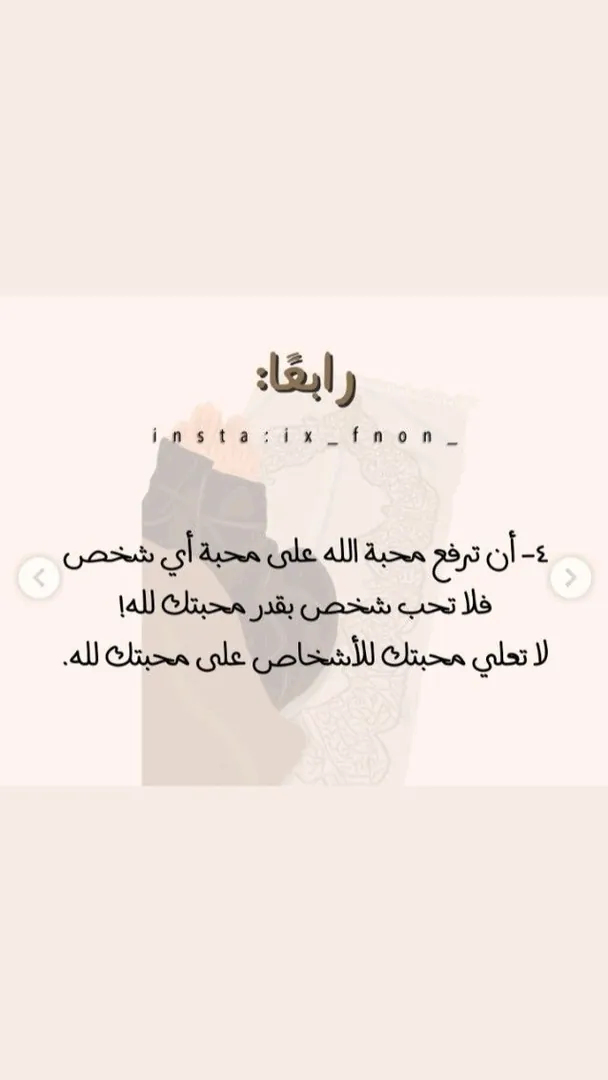 رابعًا:
insta:ix_fnon_
٤- أن ترفع محبة الله على محبة أي شخص
فلا تحب شخص بقدر محبتك لله!
لا تعلي محبتك للأشخاص على محبتك لله.